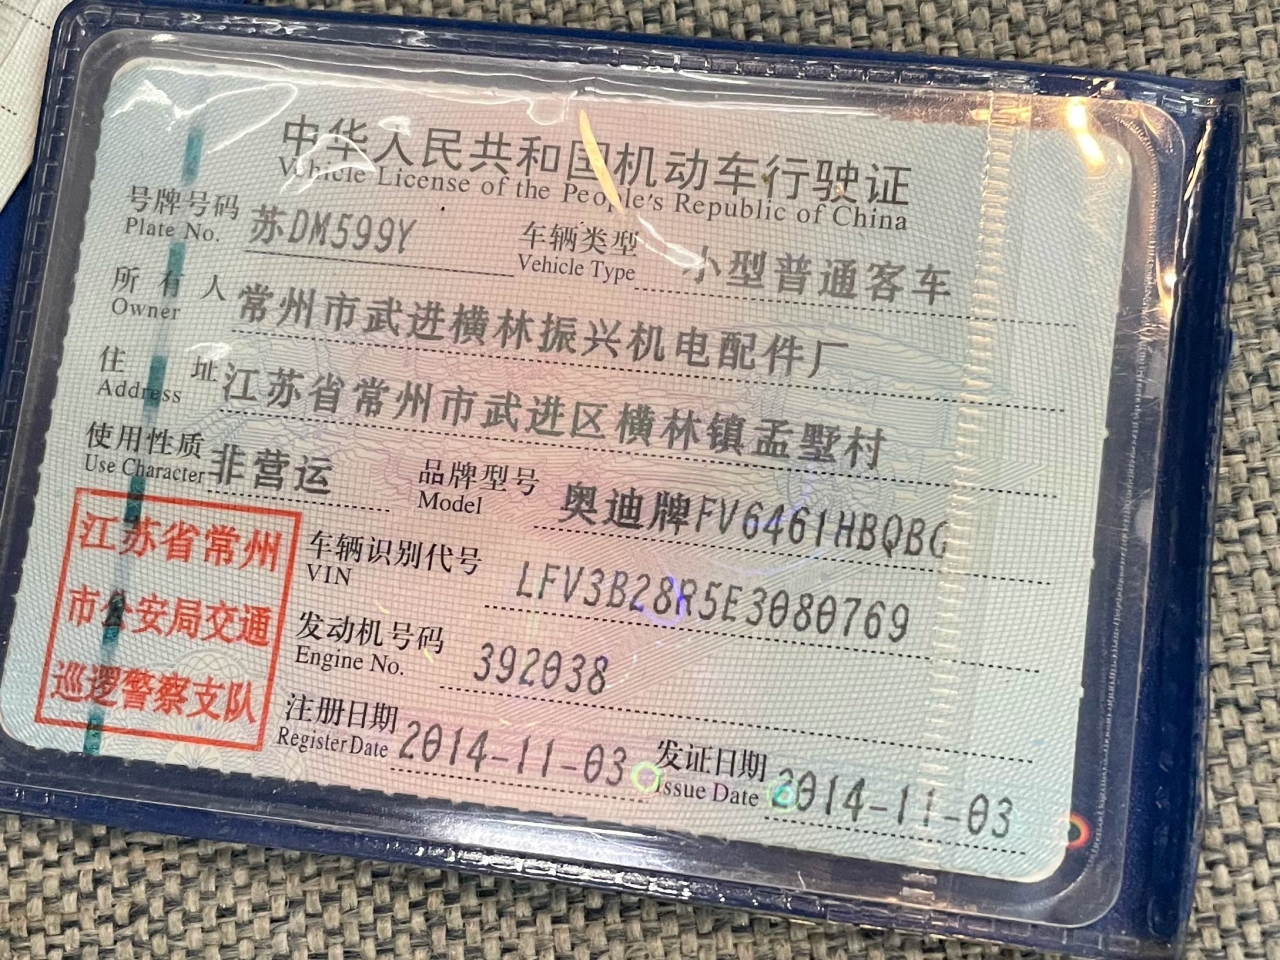 中华人民共和国机动车行驶证
Vehicle License of the People's Republic of China
号牌号码 苏DM599Y 车辆类型 小型普通客车
Plate No. Vehicle Type
所有人 常州市武进横林振兴机电配件厂
Owner
住址 江苏省常州市武进区横林镇孟墅村
Address
使用性质 非营运 品牌型号 奥迪牌FV6461HBQBG
Use Character Model
江苏省常州
市公安局交通
巡逻警察支队
车辆识别代号 LFV3B28R5E3080769
VIN
发动机号码 392038
Engine No.
注册日期 2014-11-03 发证日期 2014-11-03
Register Date Issue Date